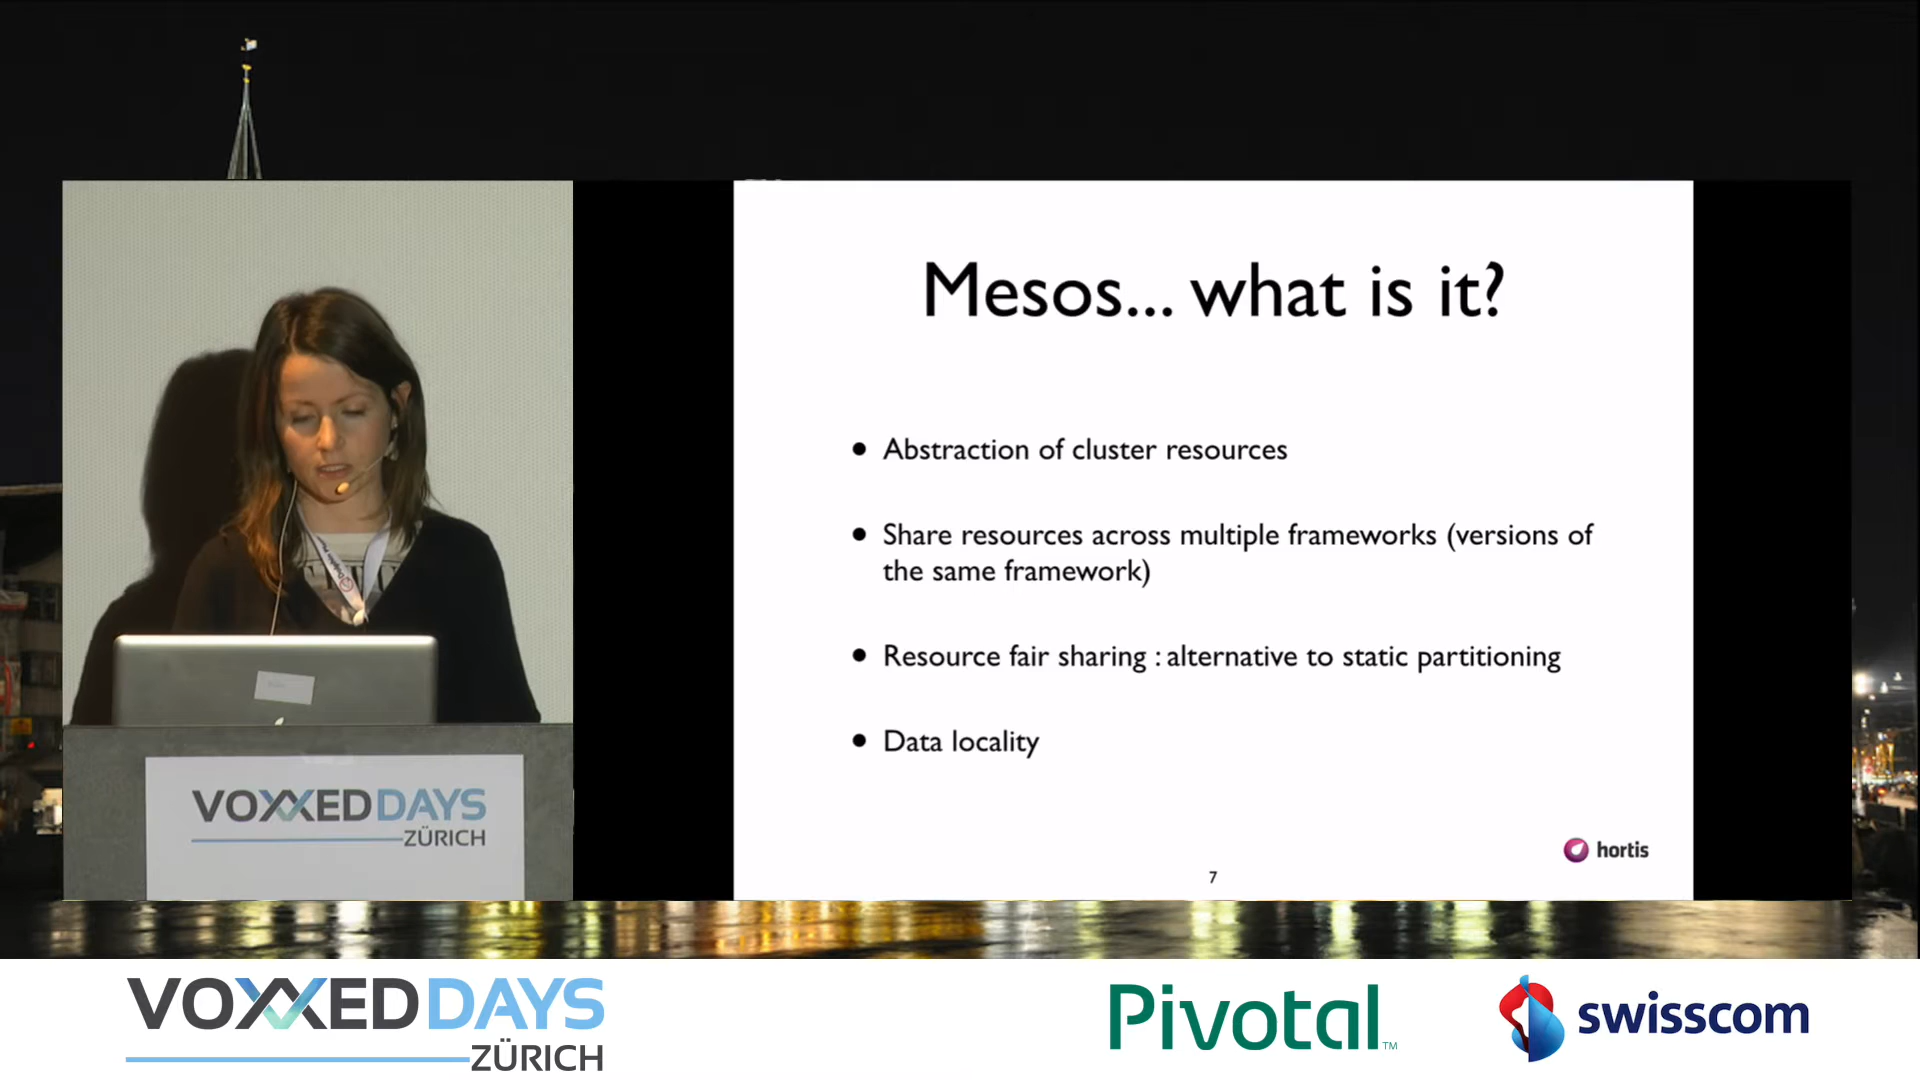 Mesos... what is it?
• Abstraction of cluster resources
• Share resources across multiple frameworks (versions of
the same framework)
• Resource fair sharing : alternative to static partitioning
• Data locality
hortis
7
VOXXED DAYS
ZÜRICH
VOXXED DAYS
ZÜRICH
Pivotal™
swisscom